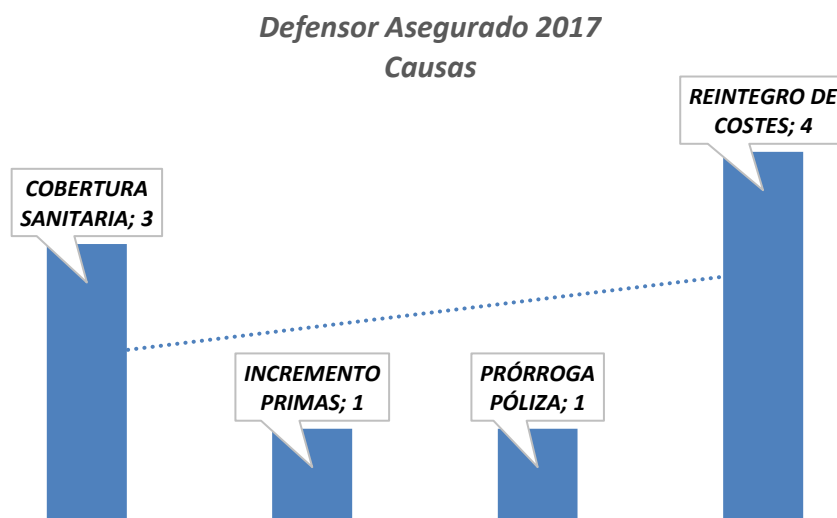 Defensor Asegurado 2017
Causas
COBERTURA
SANITARIA; 3
INCREMENTO
PRIMAS; 1
PRÓRROGA
PÓLIZA; 1
REINTEGRO DE
COSTES; 4